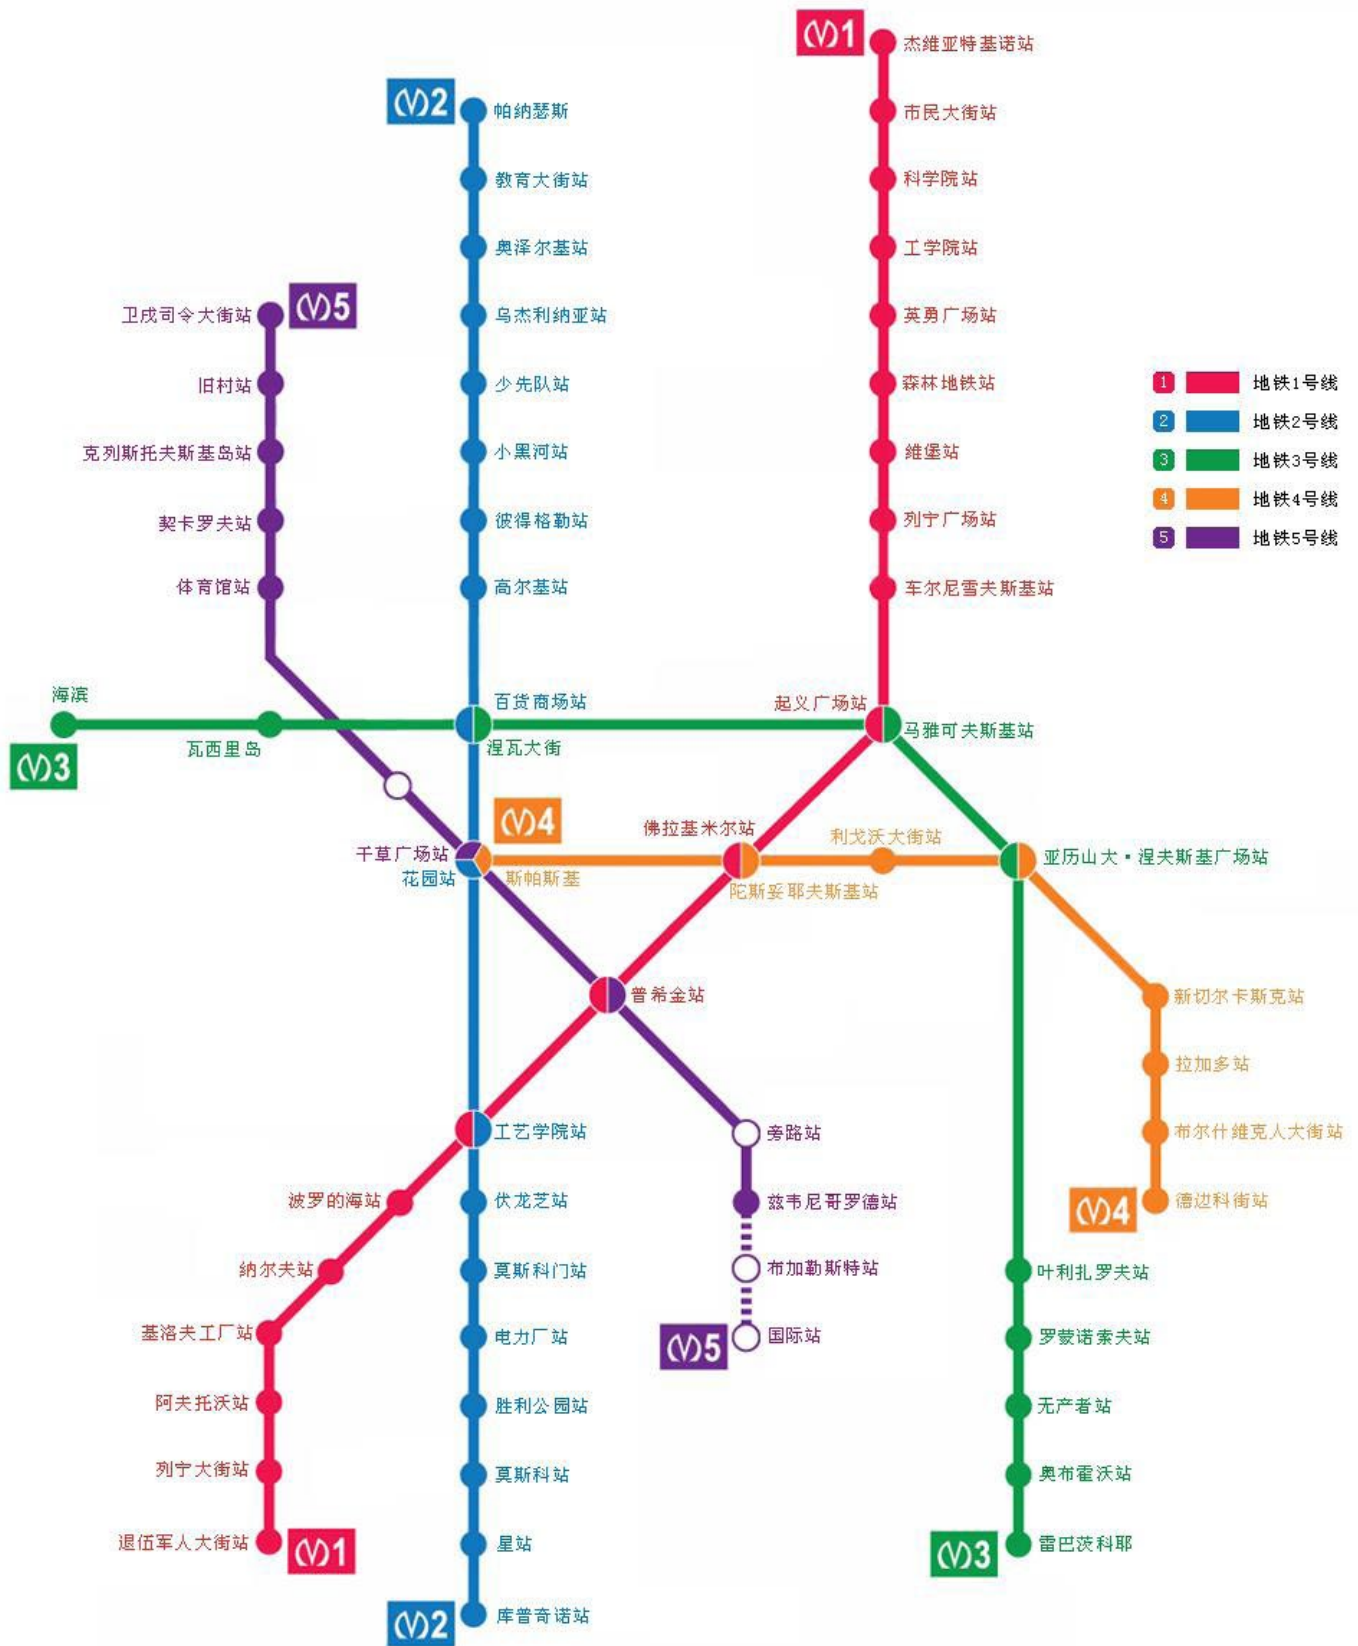 1
杰维亚特基诺站
市民大街站
科学院站
工学院站
英勇广场站
森林地铁站
维堡站
列宁广场站
车尔尼雪夫斯基站
2
帕纳瑟斯
教育大街站
奥泽尔基站
乌杰利纳亚站
少先队站
小黑河站
彼得格勒站
高尔基站
5
卫戍司令大街站
旧村站
克列斯托夫斯基岛站
契卡罗夫站
体育馆站
1 地铁1号线
2 地铁2号线
3 地铁3号线
4 地铁4号线
5 地铁5号线
海滨
3
瓦西里岛
百货商场站
涅瓦大街
起义广场站
马雅可夫斯基站
4
干草广场站
花园站
斯帕斯基
佛拉基米尔站
陀斯妥耶夫斯基站
利戈沃大街站
亚历山大·涅夫斯基广场站
普希金站
新切尔卡斯克站
拉加多站
布尔什维克人大街站
德边科街站
4
工艺学院站
旁路站
兹韦尼哥罗德站
布加勒斯特站
国际站
5
波罗的海站
纳尔夫站
基洛夫工厂站
阿夫托沃站
列宁大街站
退伍军人大街站
1
伏龙芝站
莫斯科门站
电力厂站
胜利公园站
莫斯科站
星站
库普奇诺站
2
叶利扎罗夫站
罗蒙诺索夫站
无产者站
奥布霍沃站
雷巴茨科耶
3